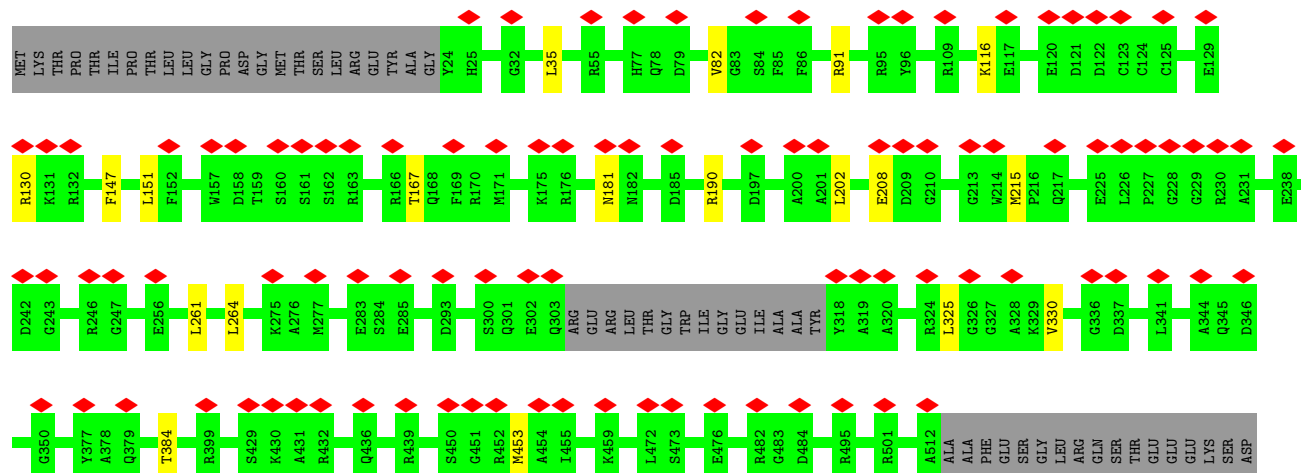 MET LYS THR PRO THR ILE PRO THR LEU LEU GLY PRO ASP GLY MET THR SER LEU ARG GLU TYR ALA GLY Y24 H25 G32 L35 R55 H77 Q78 D79 V82 G83 S84 F85 F86 R91 R95 Y96 R109 K116 E117 E120 D121 D122 C123 C124 C125 E129
R130 K131 R132 F147 L151 F152 W157 D158 T159 S160 S161 S162 R163 R166 T167 Q168 F169 R170 M171 K175 R176 N181 N182 D185 R190 D197 A200 A201 L202 E208 D209 G210 G213 W214 M215 P216 Q217 E225 L226 P227 G228 G229 R230 A231 E238
D242 G243 R246 G247 E256 L261 L264 K275 A276 M277 E283 S284 E285 D293 S300 Q301 E302 Q303 ARG GLU ARG LEU THR GLY TRP ILE GLY GLU ILE ALA ALA TYR Y318 A319 A320 R324 L325 G326 G327 A328 K329 V330 G336 D337 L341 A344 Q345 D346
G350 Y377 A378 Q379 T384 R399 S429 K430 A431 R432 Q436 R439 S450 G451 R452 M453 A454 I455 K459 L472 S473 E476 R482 G483 D484 R495 R501 A512 ALA ALA PHE GLU SER GLY LEU ARG GLN SER THR GLU GLU GLU LYS SER ASP